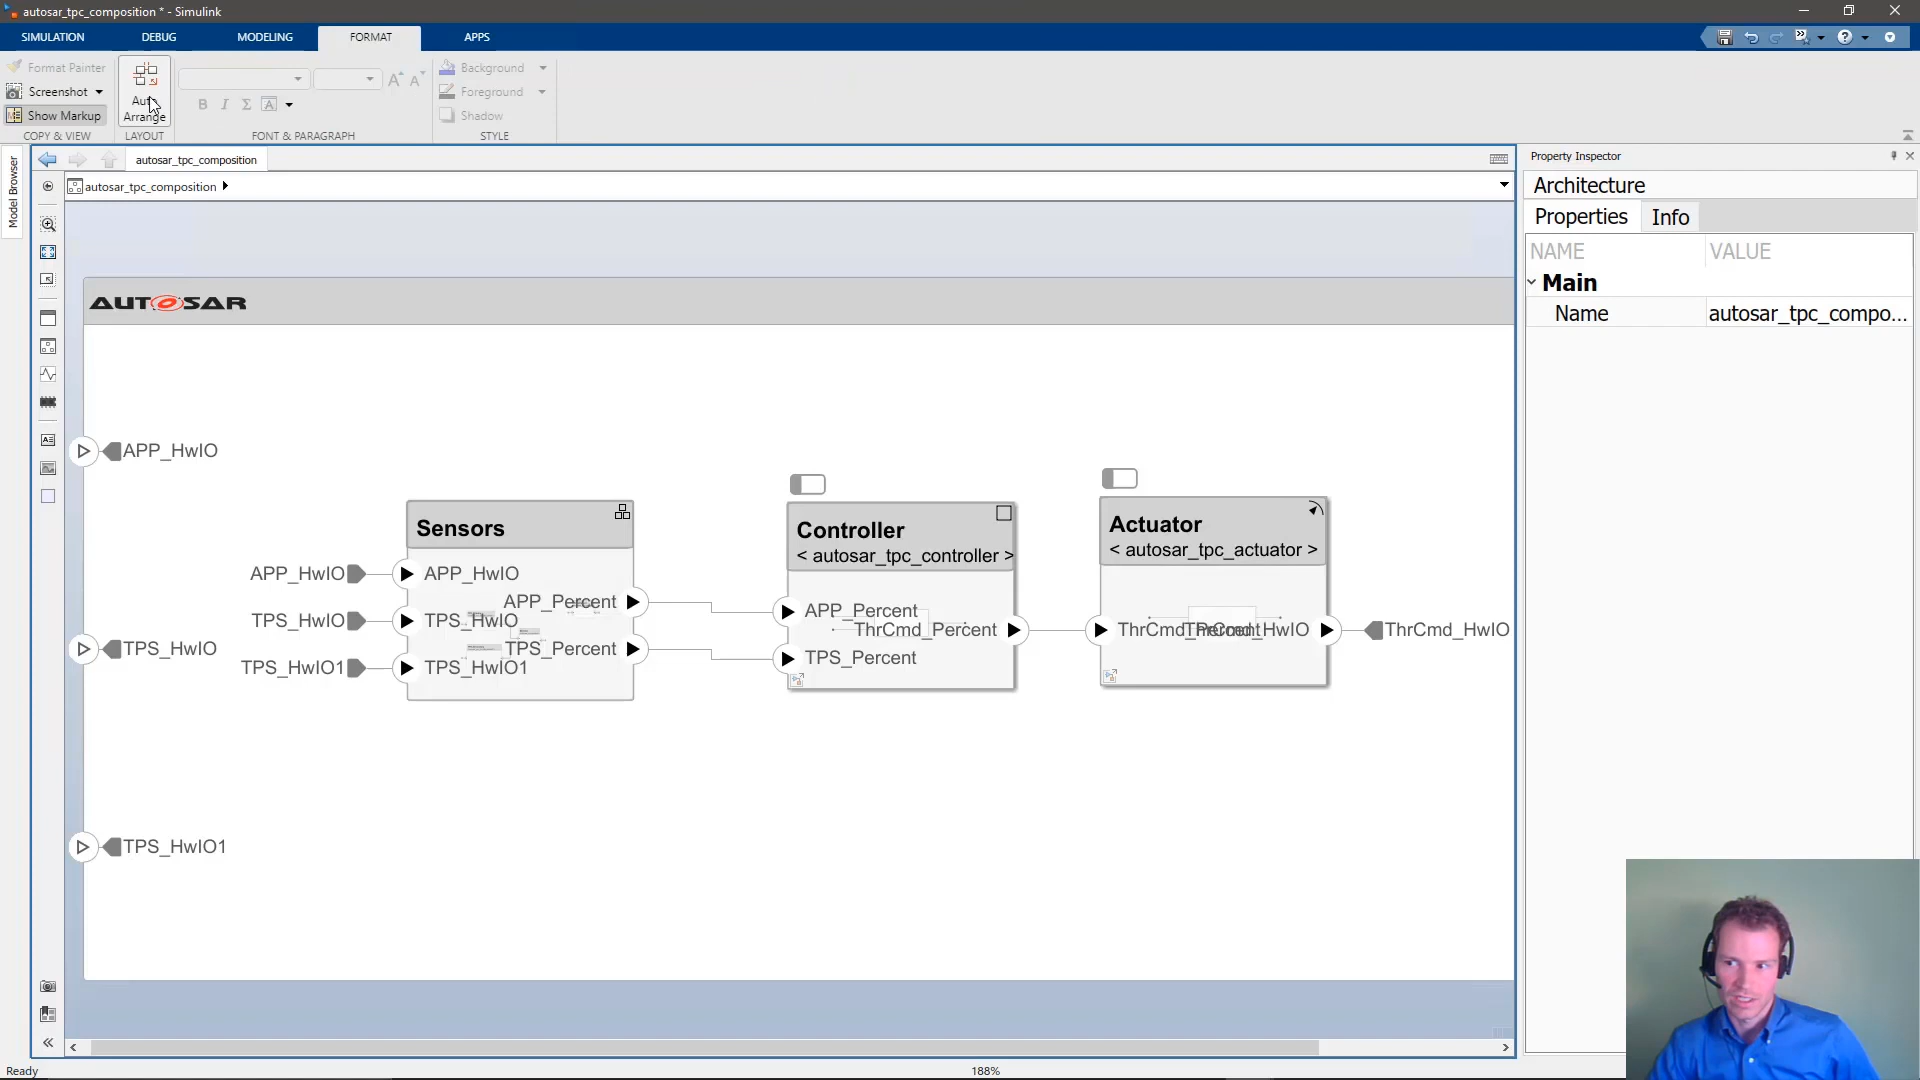 autosar_tpc_composition * - Simulink
SIMULATION DEBUG MODELING FORMAT APPS
Format Painter
Screenshot
Show Markup
COPY & VIEW
Auto
Arrange
LAYOUT
B I Σ A
A A
FONT & PARAGRAPH
Background
Foreground
Shadow
STYLE
Model Browser
autosar_tpc_composition
autosar_tpc_composition
AUTOSAR
APP_HwIO
TPS_HwIO
TPS_HwIO1
APP_HwIO
TPS_HwIO
TPS_HwIO1
Sensors
APP_HwIO
APP_Percent
TPS_HwIO
TPS_Percent
TPS_HwIO1
Controller
< autosar_tpc_controller >
APP_Percent
ThrCmd_Percent
TPS_Percent
Actuator
< autosar_tpc_actuator >
ThrCmd_Percent
ThrCmd_HwIO
ThrCmd_HwIO
Property Inspector
Architecture
Properties Info
NAME VALUE
Main
Name autosar_tpc_compo...
Ready
188%